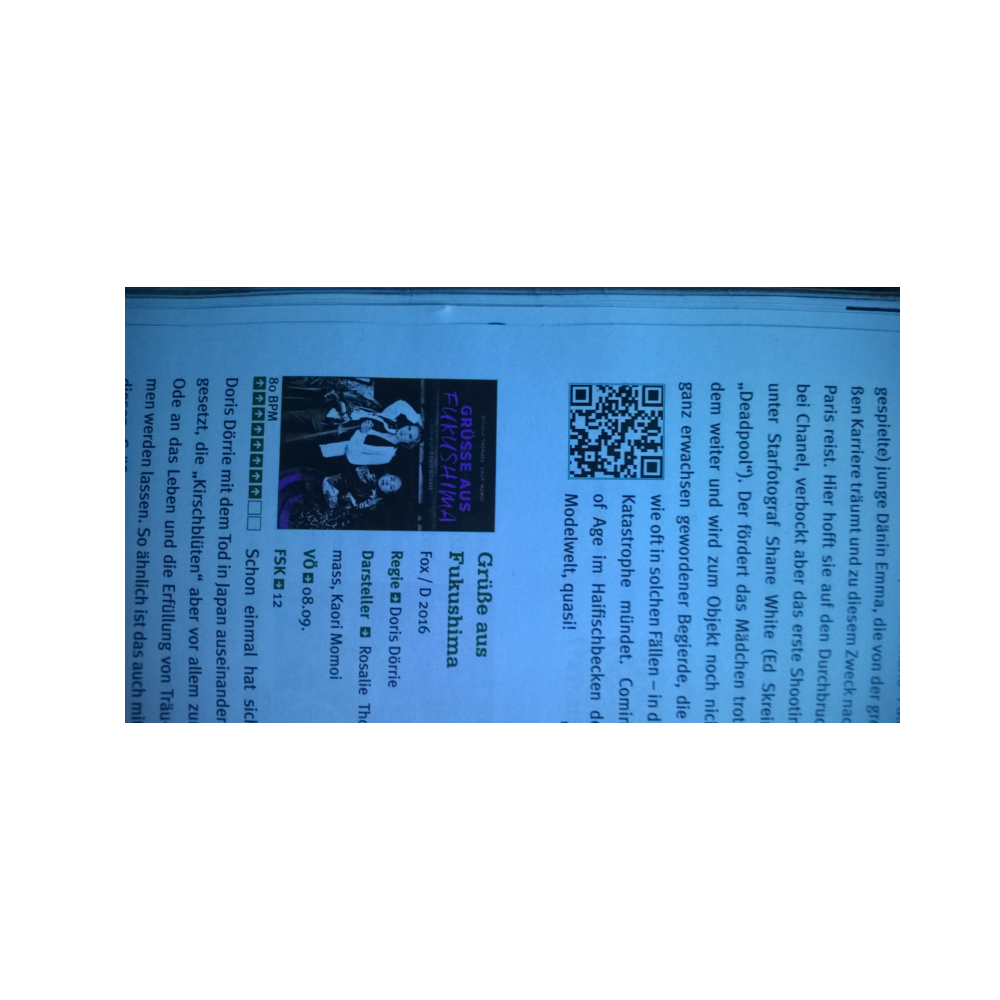 gespielte) junge Dänin Emma, die von der gro
ßen Karriere träumt und zu diesem Zweck nac
Paris reist. Hier hofft sie auf den Durchbruc
bei Chanel, verbockt aber das erste Shootin
unter Starfotograf Shane White (Ed Skrei
„Deadpool“). Der fördert das Mädchen trot
dem weiter und wird zum Objekt noch nich
ganz erwachsen gewordener Begierde, die
wie oft in solchen Fällen – in d
Katastrophe mündet. Comin
of Age im Haifischbecken de
Modelwelt, quasi!
GRÜSSE AUS
FUKUSHIMA
Grüße aus
Fukushima
Fox / D 2016
Regie Doris Dörrie
Darsteller Rosalie Tho
mass, Kaori Momoi
VÖ 08.09.
FSK 12
80 BPM
Schon einmal hat sich
Doris Dörrie mit dem Tod in Japan auseinander
gesetzt, die „Kirschblüten“ aber vor allem zur
Ode an das Leben und die Erfüllung von Träu
men werden lassen. So ähnlich ist das auch mit